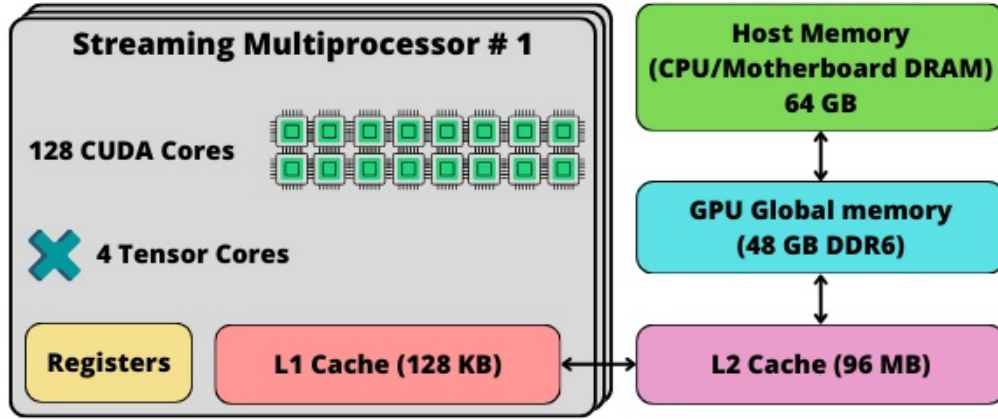 Streaming Multiprocessor # 1
128 CUDA Cores
4 Tensor Cores
Registers
L1 Cache (128 KB)
Host Memory
(CPU/Motherboard DRAM)
64 GB
GPU Global memory
(48 GB DDR6)
L2 Cache (96 MB)